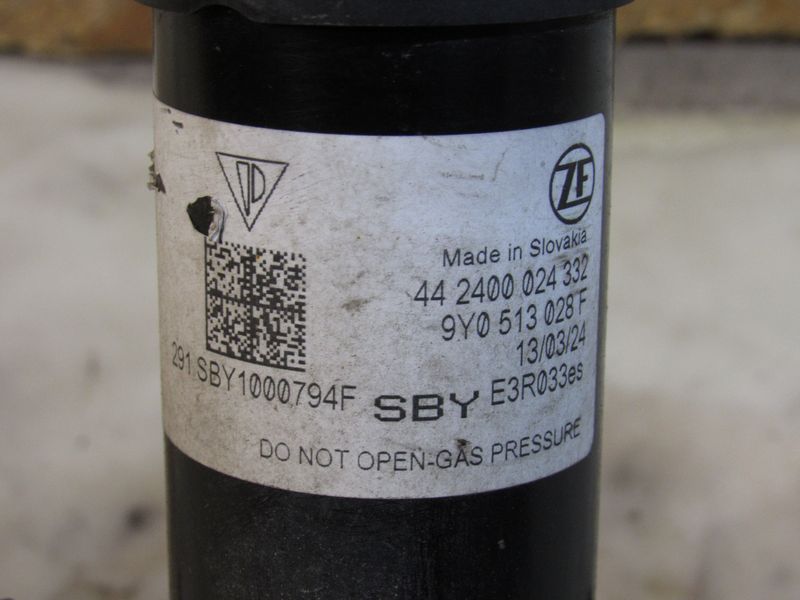 ZF
Made in Slovakia
44 2400 024 332
9Y0 513 028 F
13/03/24
291 SBY1000794F
SBY E3R033es
DO NOT OPEN-GAS PRESSURE